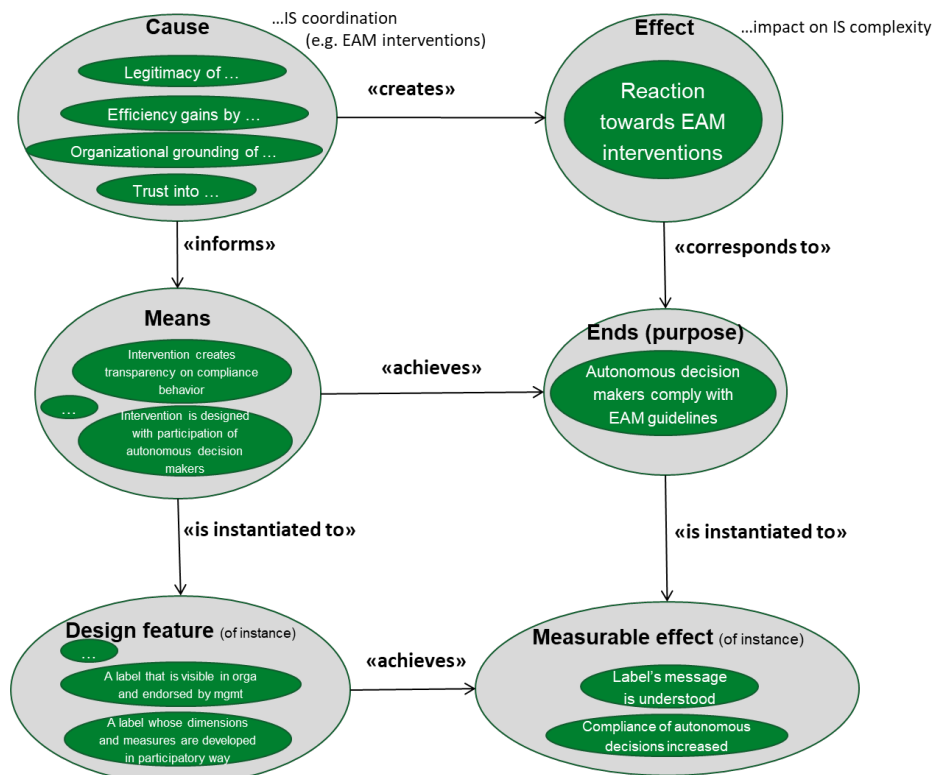 Cause
...IS coordination
(e.g. EAM interventions)
Legitimacy of ...
Efficiency gains by ...
Organizational grounding of ...
Trust into ...
«creates»
Effect
...impact on IS complexity
Reaction
towards EAM
interventions
«informs»
«corresponds to»
Means
Intervention creates
transparency on compliance
behavior
...
Intervention is designed
with participation of
autonomous decision
makers
«achieves»
Ends (purpose)
Autonomous decision
makers comply with
EAM guidelines
«is instantiated to»
«is instantiated to»
Design feature (of instance)
...
A label that is visible in orga
and endorsed by mgmt
A label whose dimensions
and measures are developed
in participatory way
«achieves»
Measurable effect (of instance)
Label's message
is understood
Compliance of autonomous
decisions increased